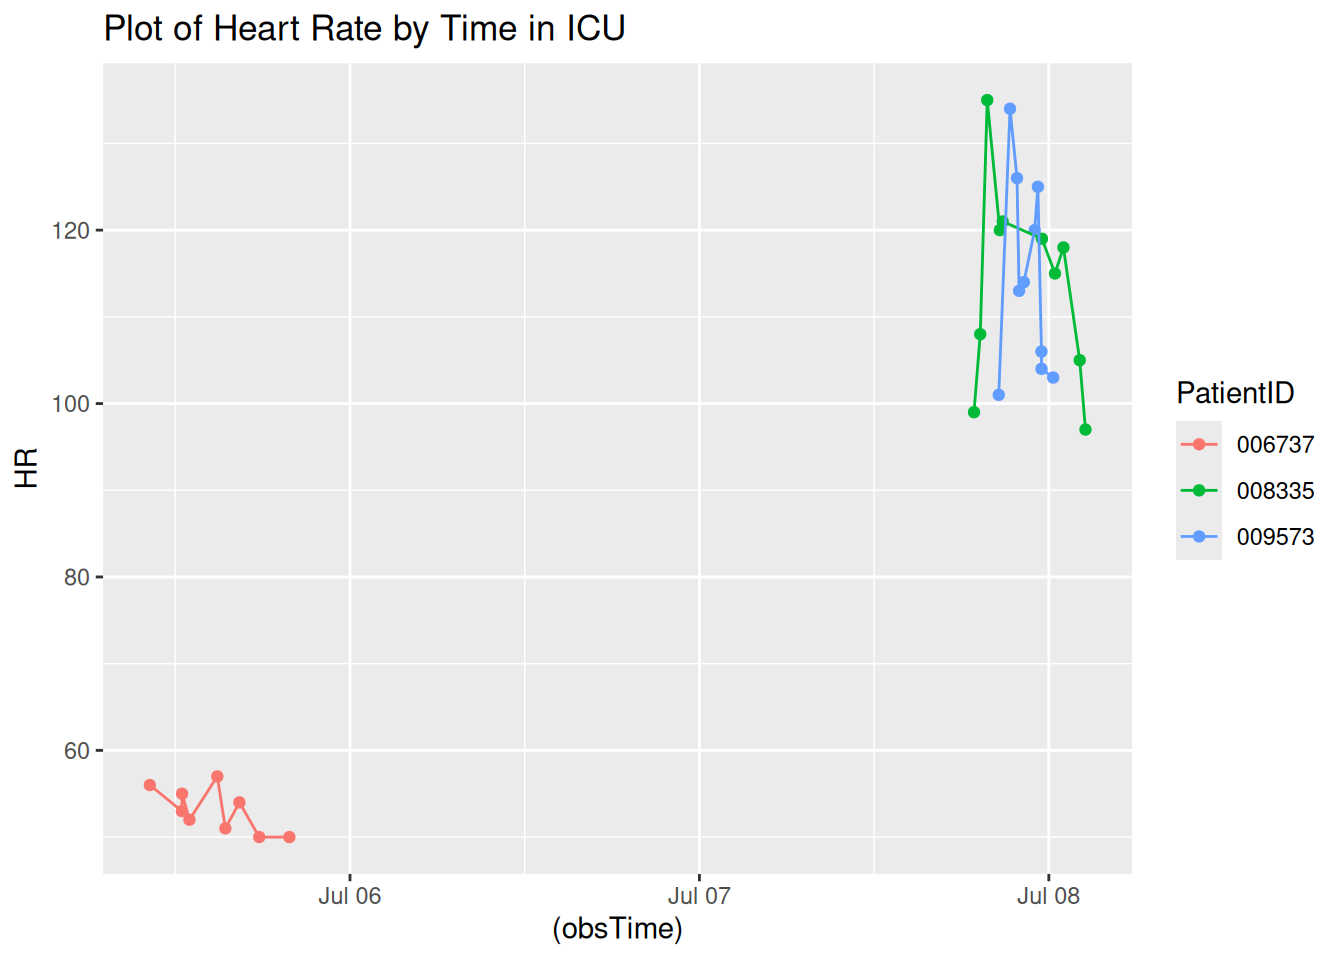 Plot of Heart Rate by Time in ICU
HR
120
100
80
60
Jul 06
Jul 07
Jul 08
(obsTime)
PatientID
006737
008335
009573